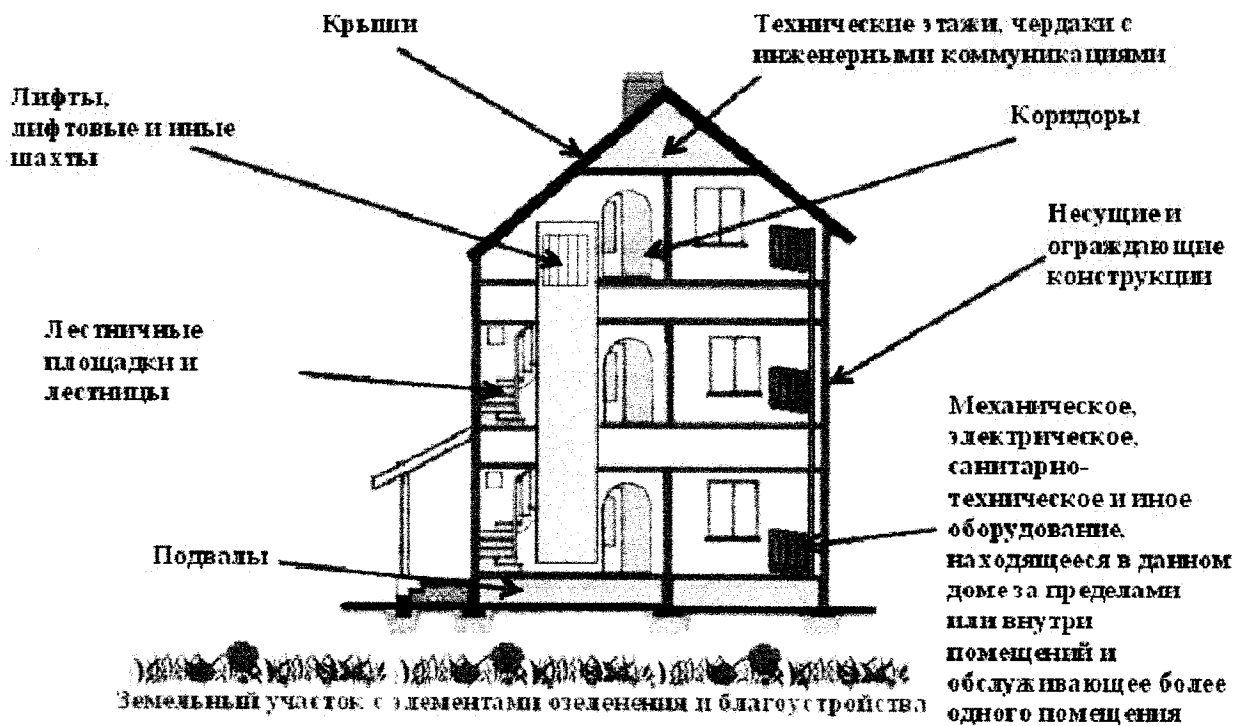 Крыши
Технические этажи, чердаки с
инженерными коммуникациями
Лифты,
лифтовые и иные
шахты
Коридоры
Несущие и
ограждающие
конструкции
Лестничные
площадки и
лестницы
Механическое,
электрическое,
санитарно-
техническое и иное
оборудование,
находящееся в данном
доме за пределами
или внутри
помещений и
обслуживающее более
одного помещения
Подвалы
Земельный участок с элементами озеленения и благоустройства